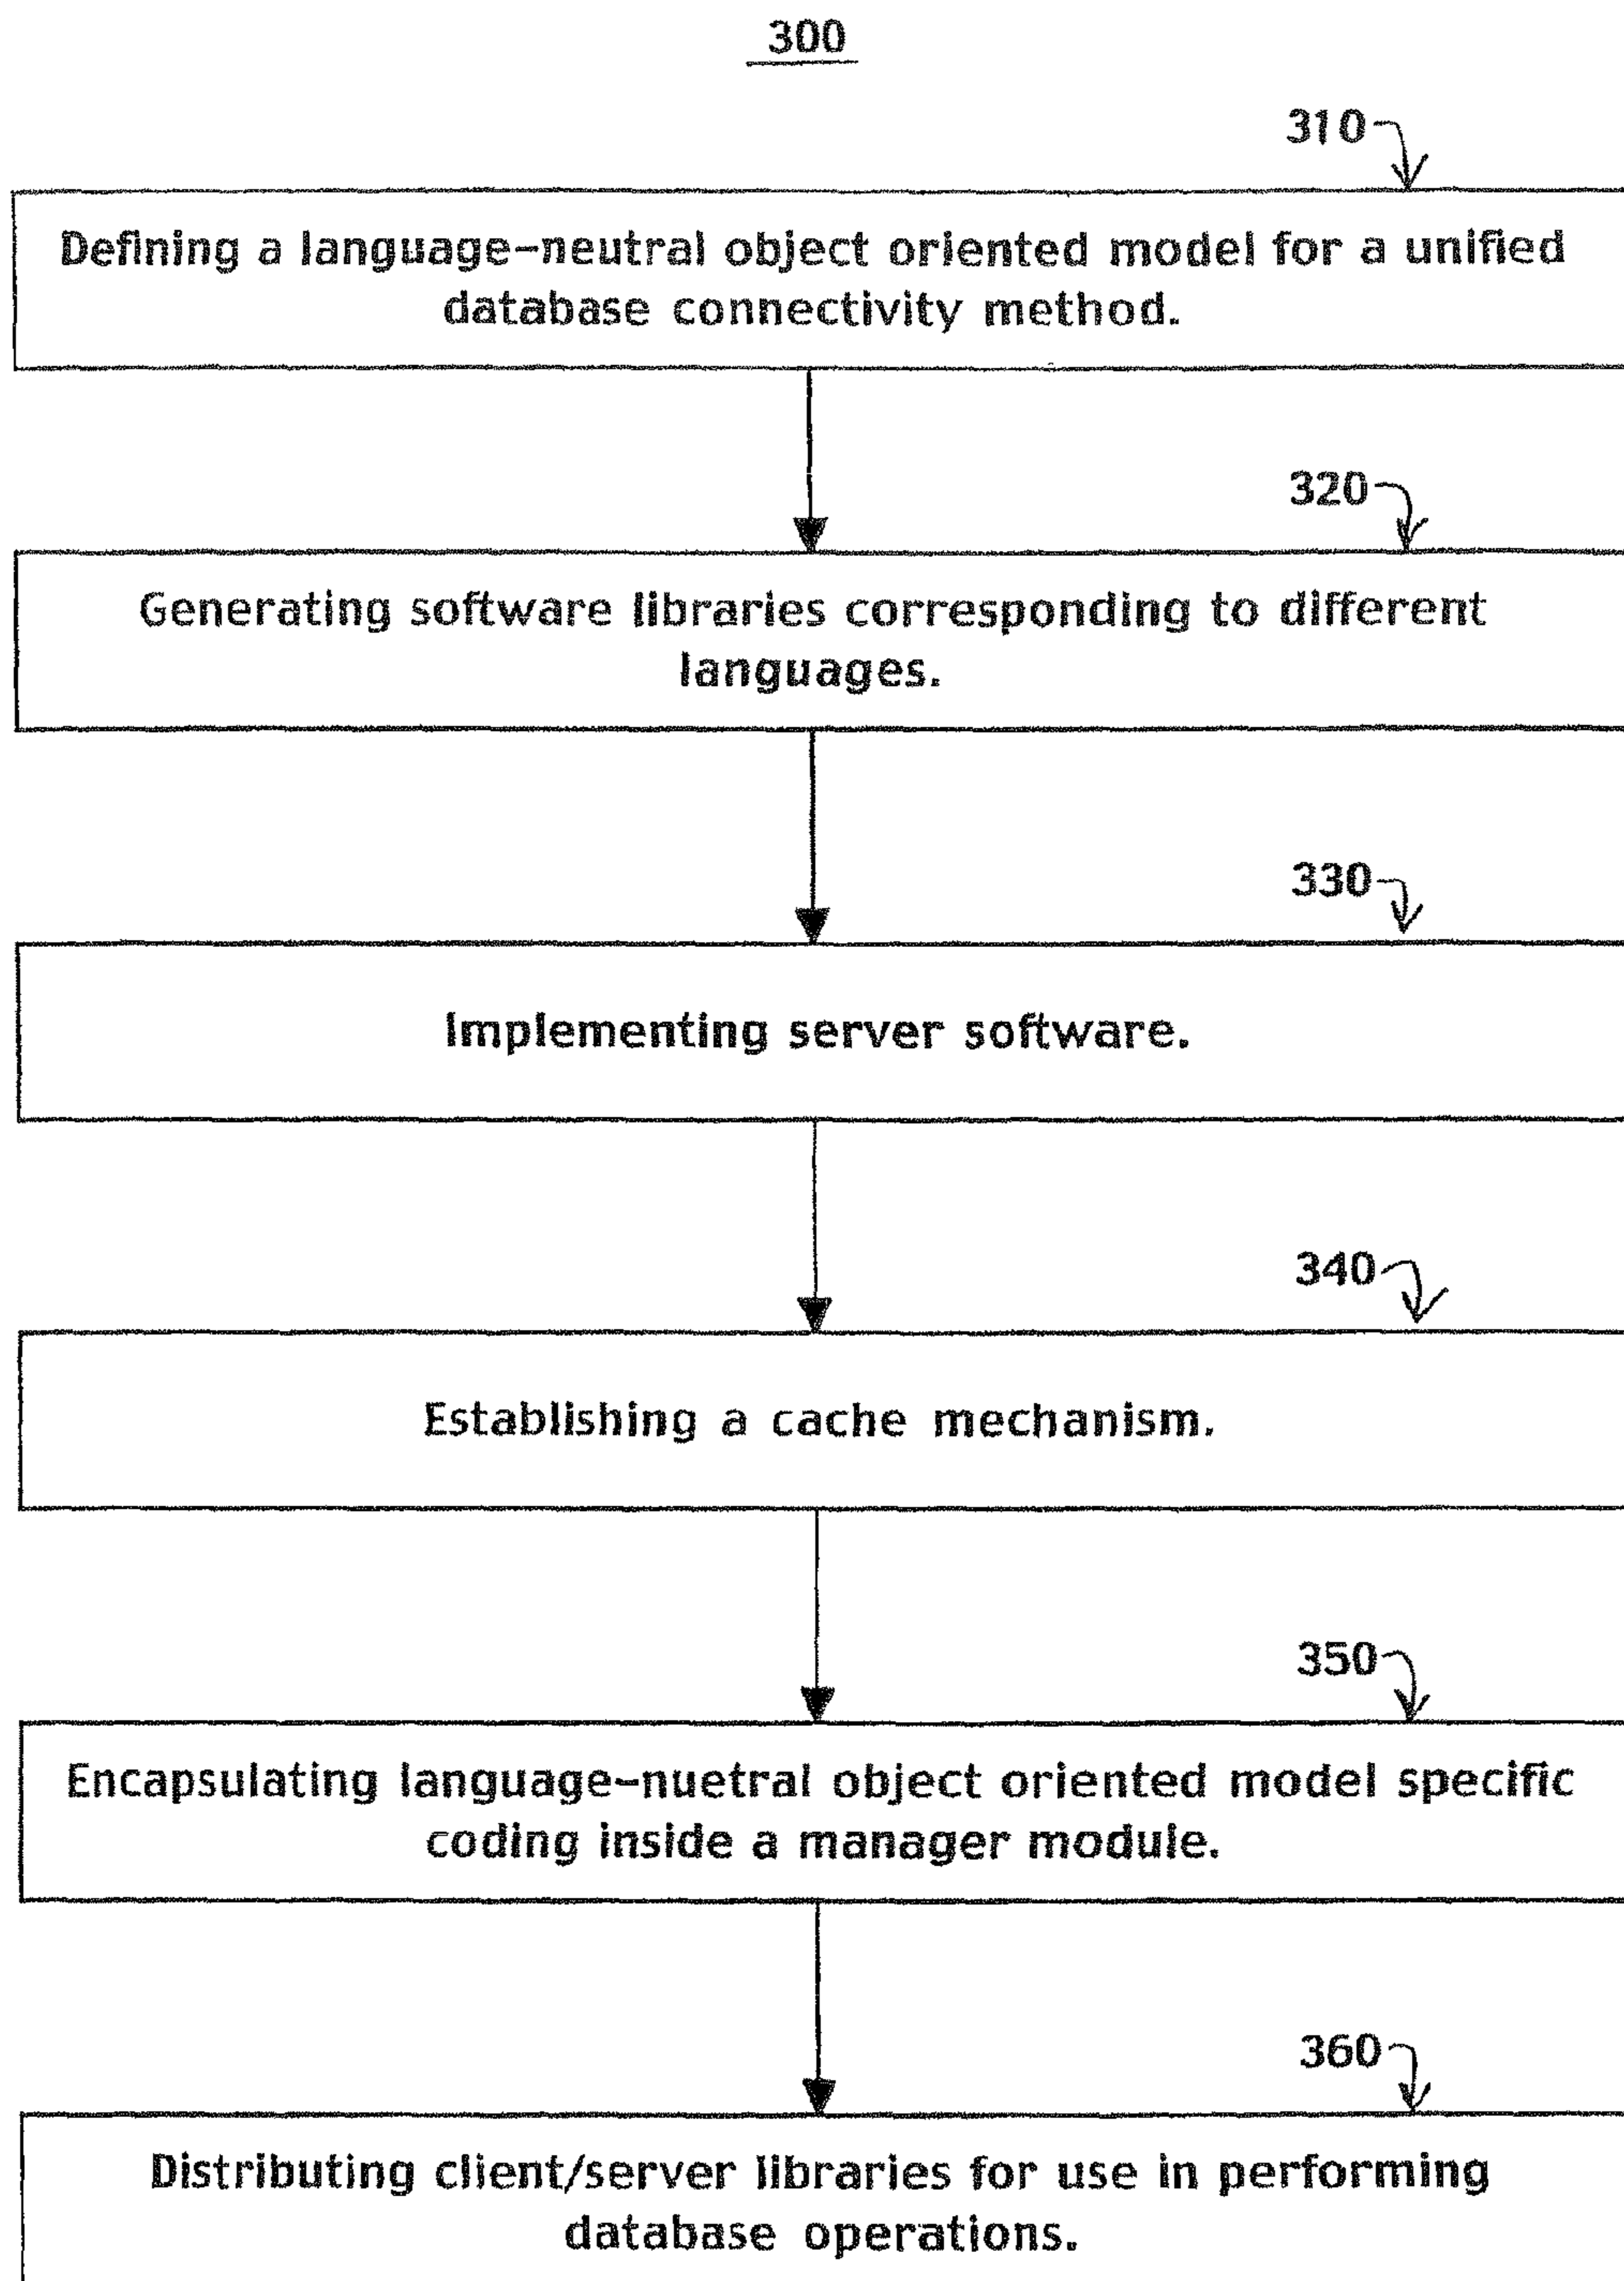 300
310
Defining a language-neutral object oriented model for a unified
database connectivity method.
320
Generating software libraries corresponding to different
languages.
330
Implementing server software.
340
Establishing a cache mechanism.
350
Encapsulating language-nuetral object oriented model specific
coding inside a manager module.
360
Distributing client/server libraries for use in performing
database operations.